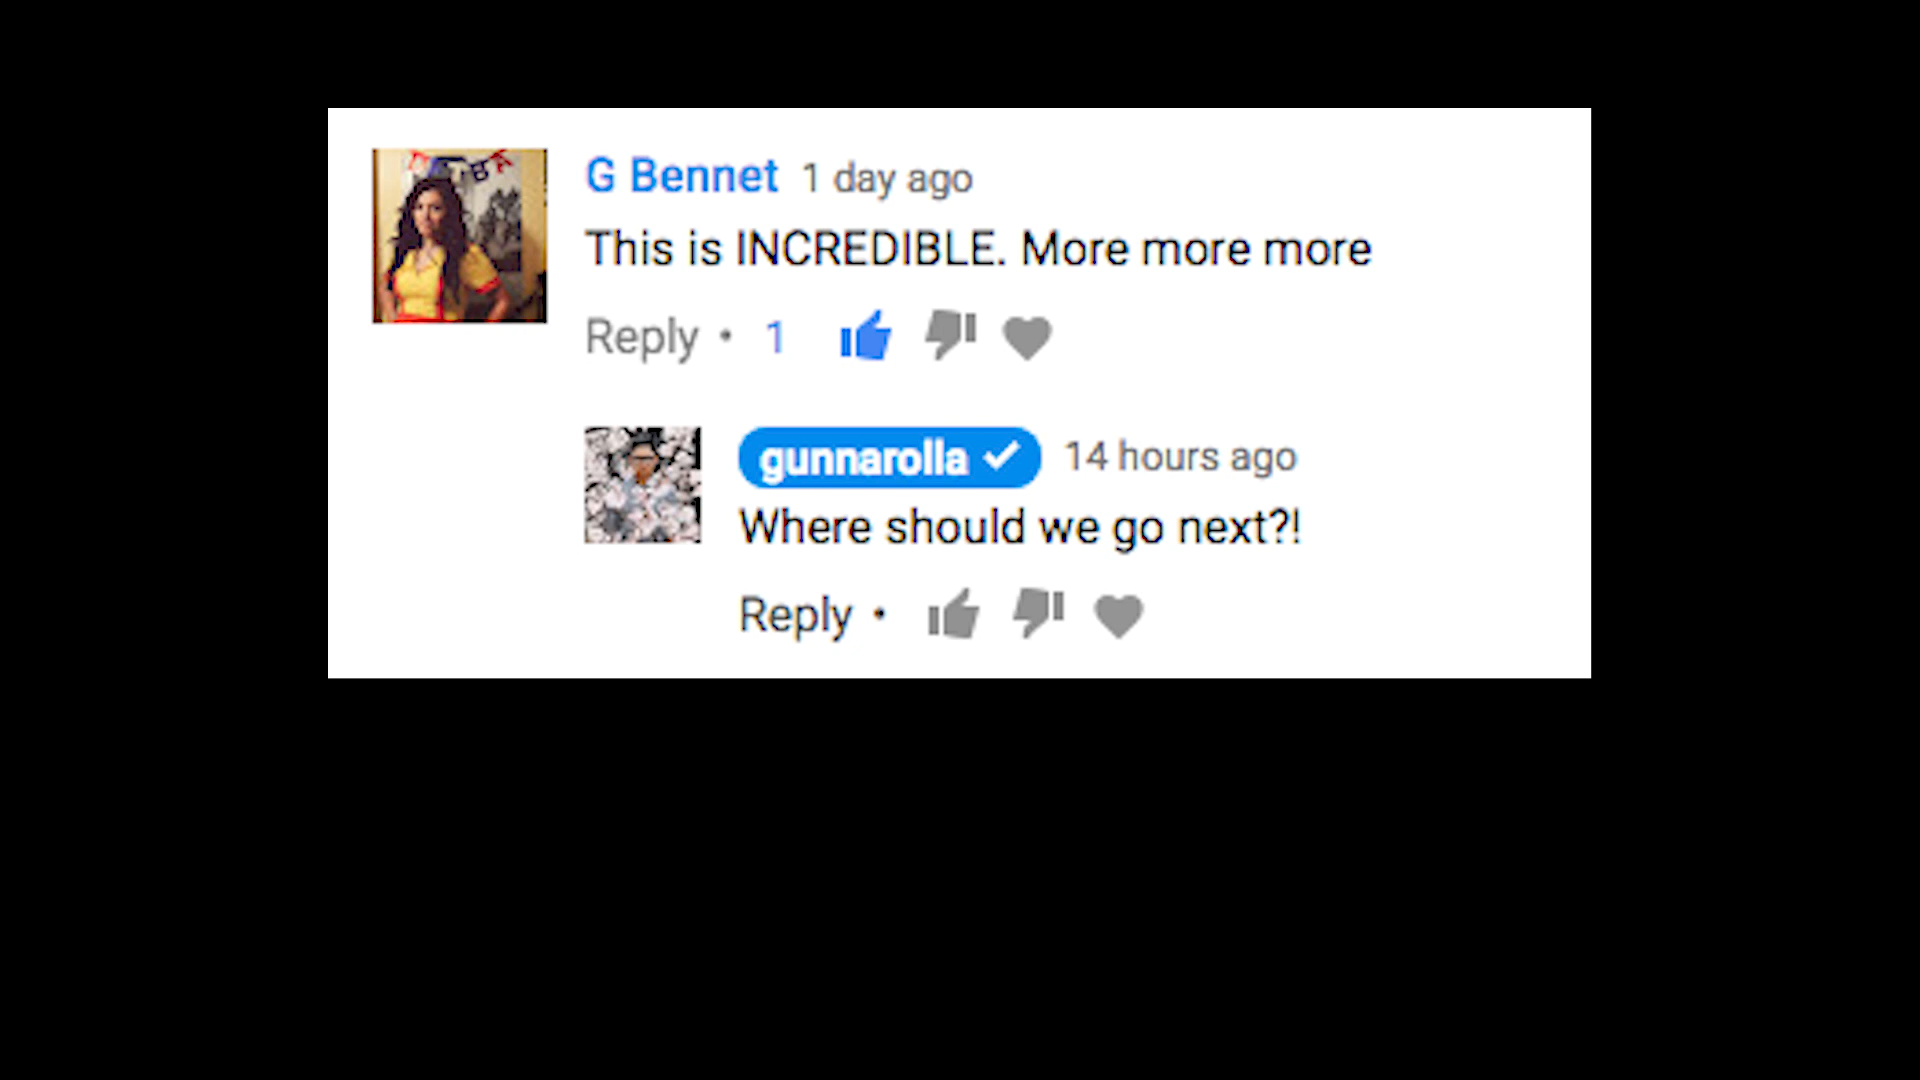 G Bennet 1 day ago
This is INCREDIBLE. More more more
Reply • 1
gunnarolla ✓ 14 hours ago
Where should we go next?!
Reply •